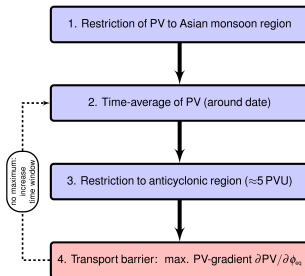 1. Restriction of PV to Asian monsoon region
2. Time-average of PV (around date)
3. Restriction to anticyclonic region (≈5 PVU)
4. Transport barrier: max. PV-gradient ∂PV/∂ϕeq
no maximum:
increase
time window